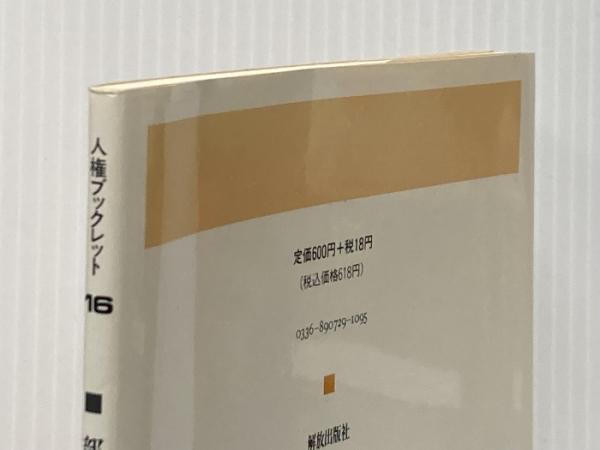 人権ブックレット
16
定価600円+税18円
(税込価格618円)
0336-890729-1095
解放出版社